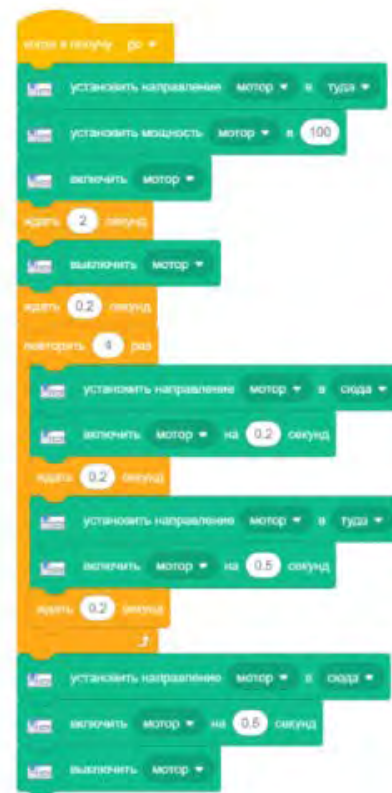 когда я получу go
установить направление мотор в туда
установить мощность мотор в 100
включить мотор
ждать 2 секунд
выключить мотор
ждать 0.2 секунд
повторить 4 раз
установить направление мотор в сюда
включить мотор на 0.2 секунд
ждать 0.2 секунд
установить направление мотор в туда
включить мотор на 0.5 секунд
ждать 0.2 секунд
установить направление мотор в сюда
включить мотор на 0.5 секунд
выключить мотор